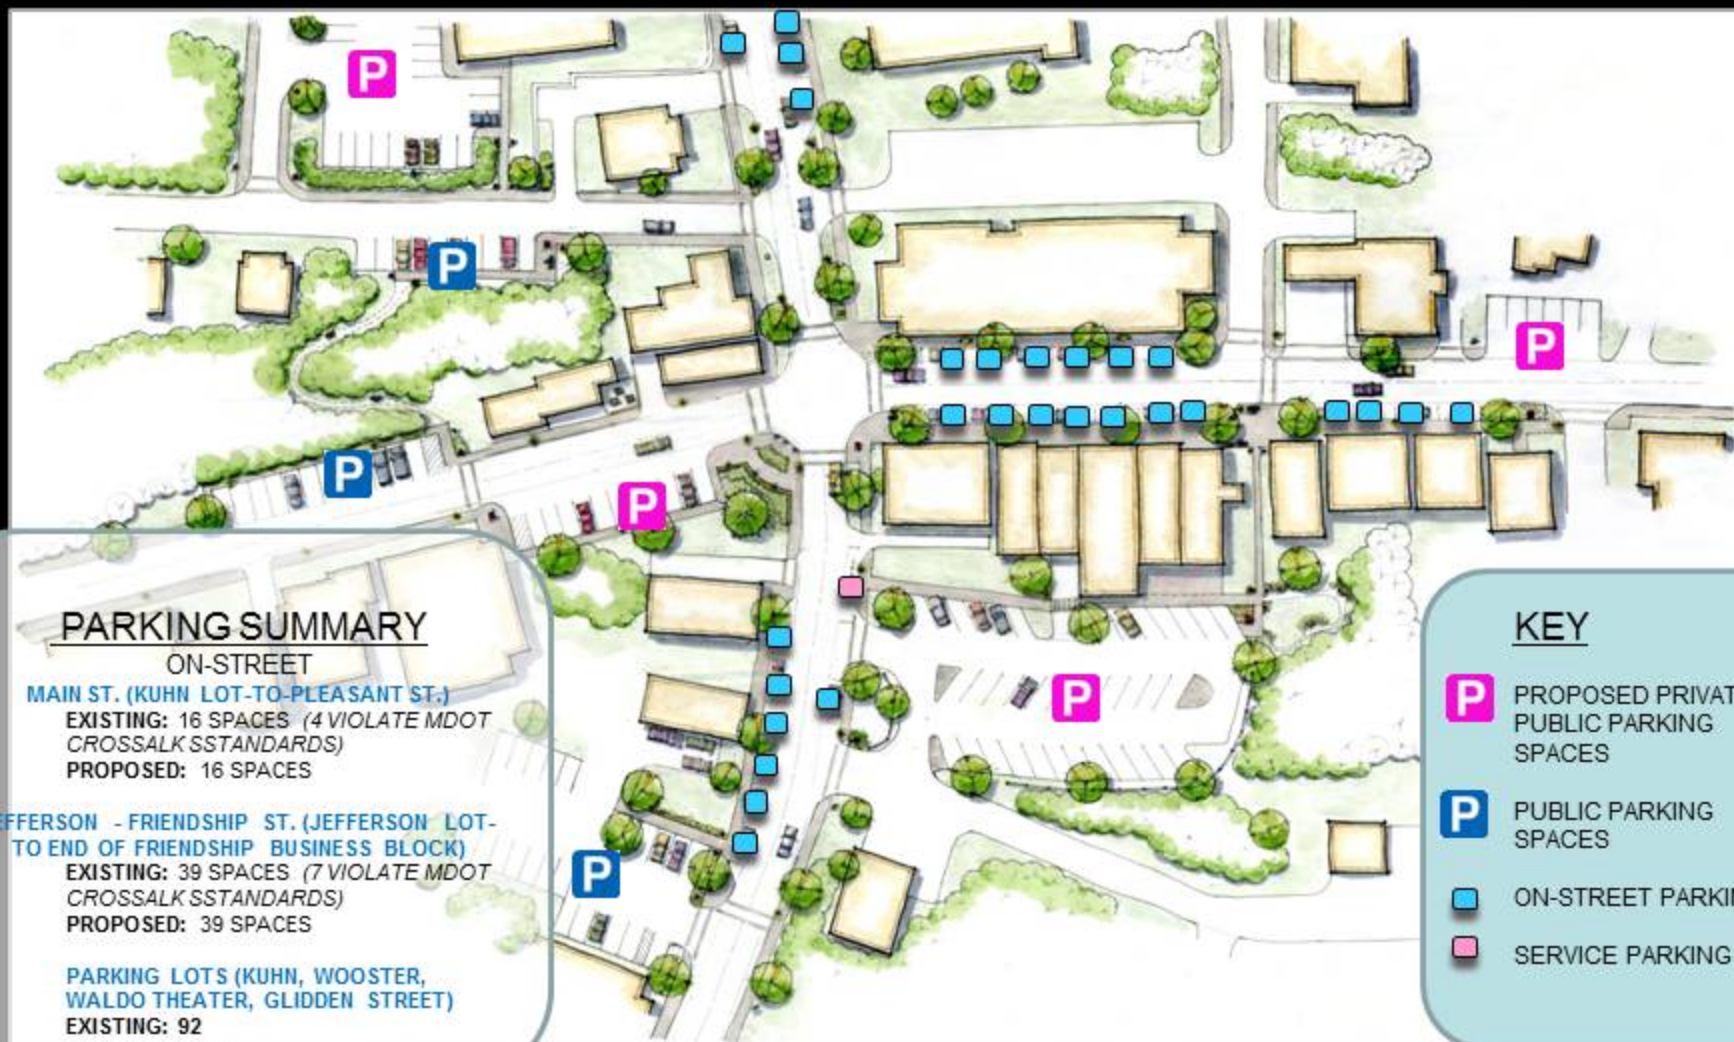 P
P
P
P
P
P
P
PARKING SUMMARY
ON-STREET
MAIN ST. (KUHN LOT-TO-PLEASANT ST.)
EXISTING: 16 SPACES (4 VIOLATE MDOT
CROSSALK SSTANDARDS)
PROPOSED: 16 SPACES
EFFERSON - FRIENDSHIP ST. (JEFFERSON LOT-
TO END OF FRIENDSHIP BUSINESS BLOCK)
EXISTING: 39 SPACES (7 VIOLATE MDOT
CROSSALK SSTANDARDS)
PROPOSED: 39 SPACES
PARKING LOTS (KUHN, WOOSTER,
WALDO THEATER, GLIDDEN STREET)
EXISTING: 92
KEY
P PROPOSED PRIVAT
PUBLIC PARKING
SPACES
P PUBLIC PARKING
SPACES
ON-STREET PARKIN
SERVICE PARKING